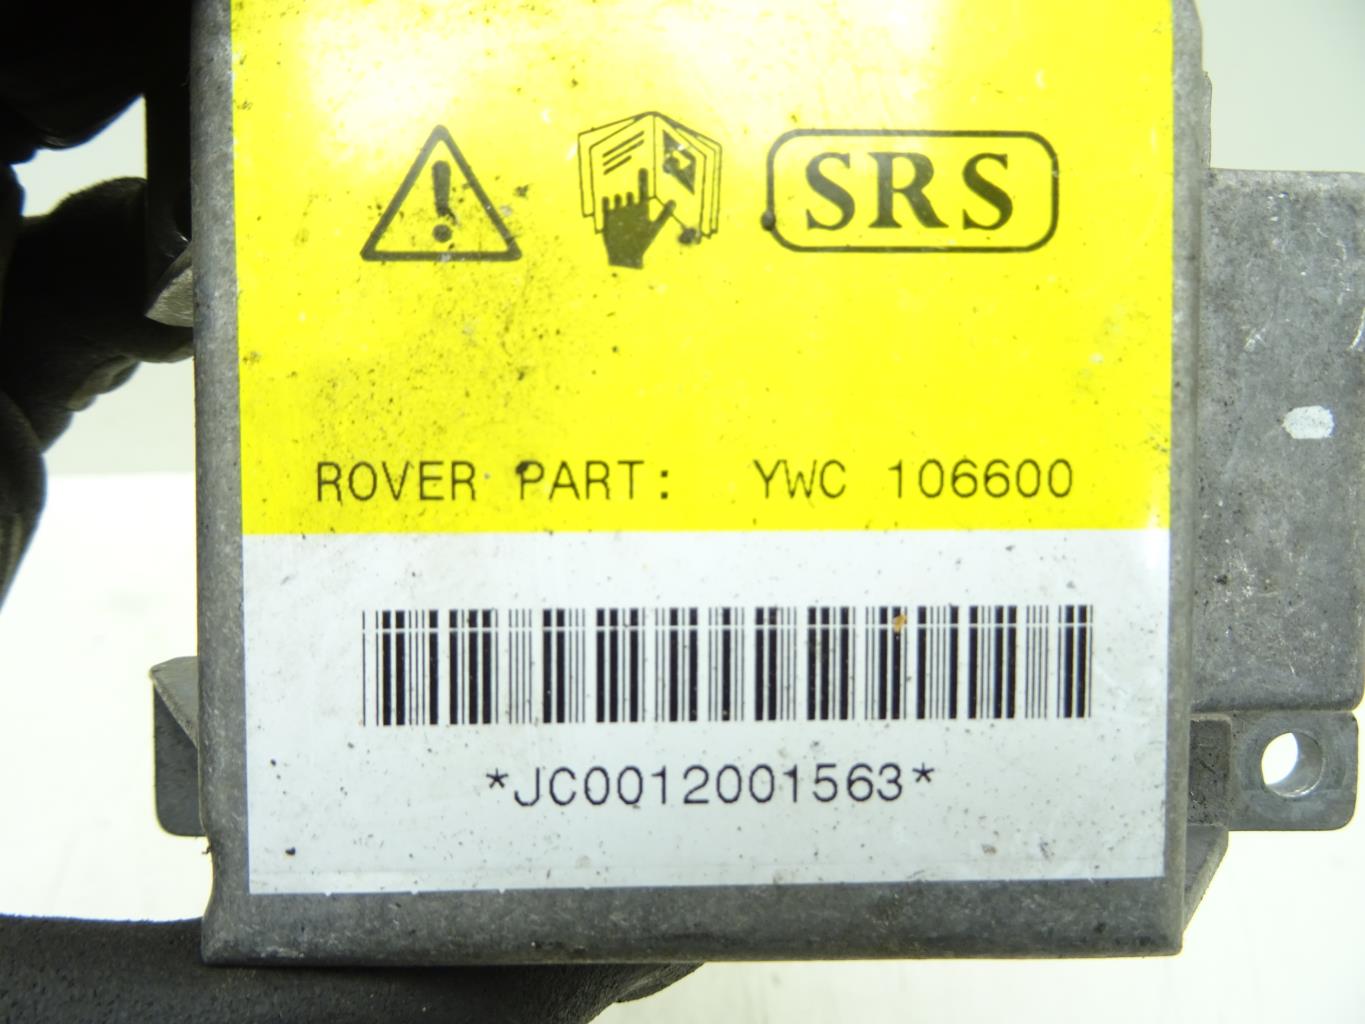 SRS
ROVER PART: YWC 106600
*JC0012001563*